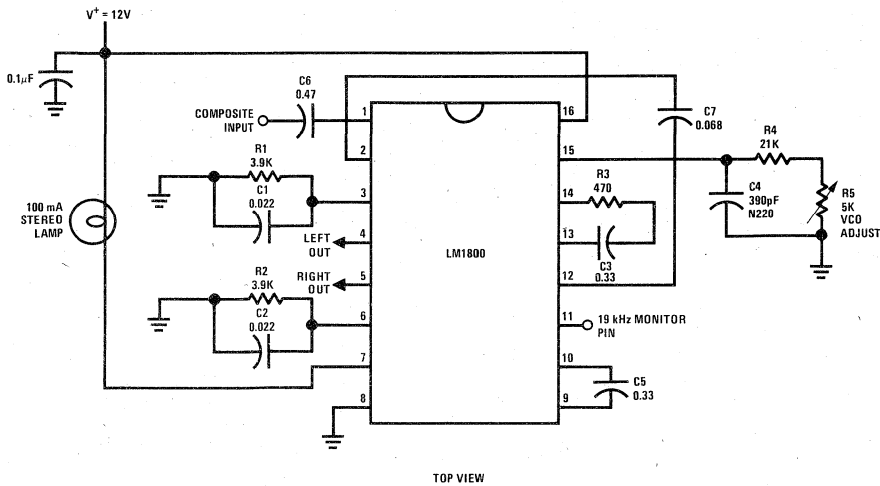 V+ = 12V
0.1μF
C6
0.47
COMPOSITE
INPUT
1
16
C7
0.068
2
15
R4
21K
R1
3.9K
C1
0.022
3
14
R3
470
C4
390pF
N220
R5
5K
VCO
ADJUST
100 mA
STEREO
LAMP
LEFT
OUT
4
13
C3
0.33
LM1800
RIGHT
OUT
5
12
R2
3.9K
C2
0.022
6
11
19 kHz MONITOR
PIN
7
10
C5
0.33
8
9
TOP VIEW